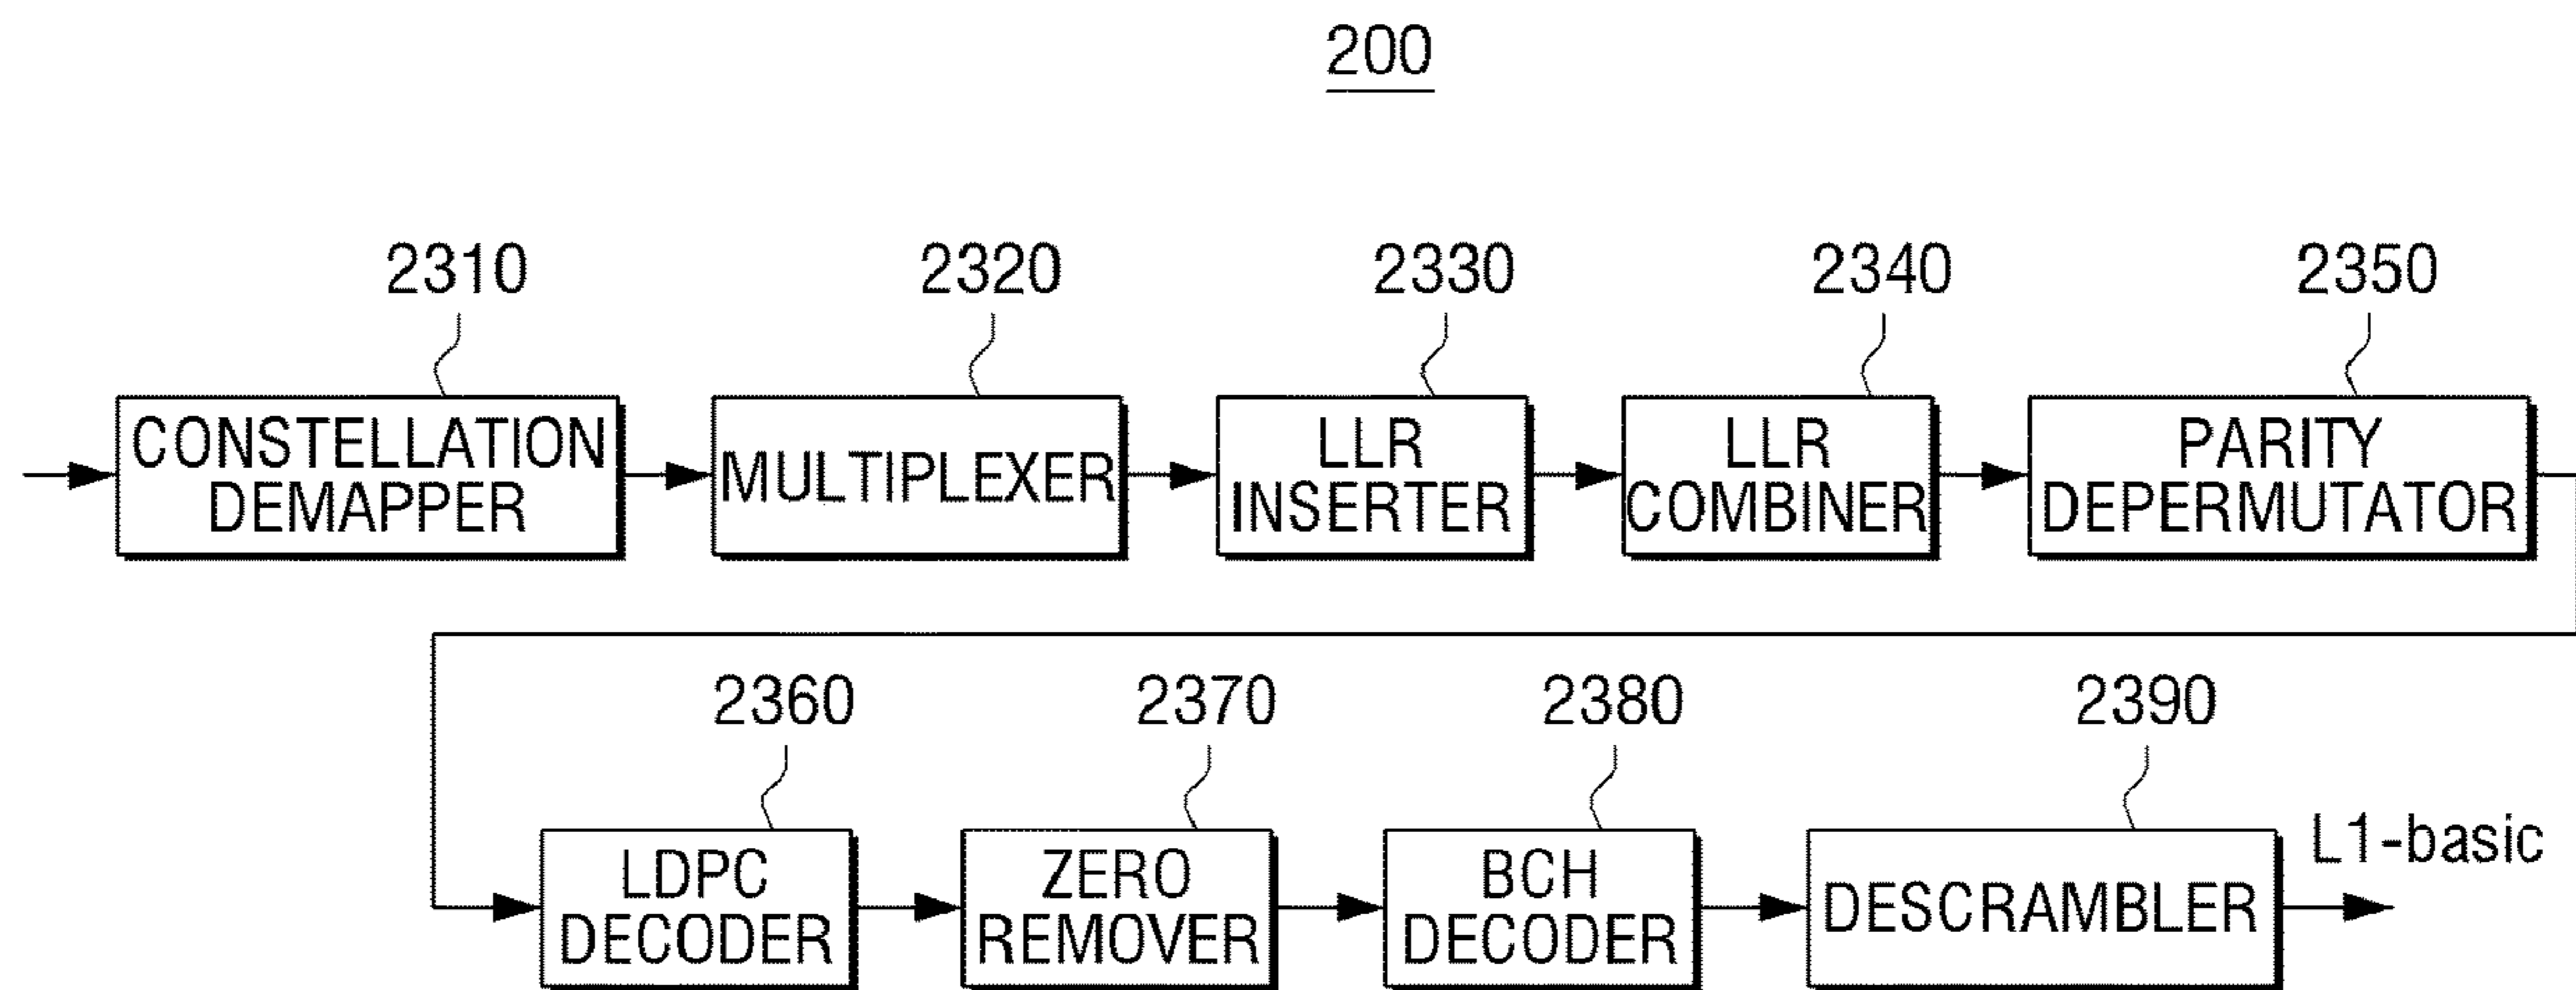 200
2310 2320 2330 2340 2350
CONSTELLATION DEMAPPER
MULTIPLEXER
LLR INSERTER
LLR COMBINER
PARITY DEPERMUTATOR
2360 2370 2380 2390
LDPC DECODER
ZERO REMOVER
BCH DECODER
DESCRAMBLER
L1-basic